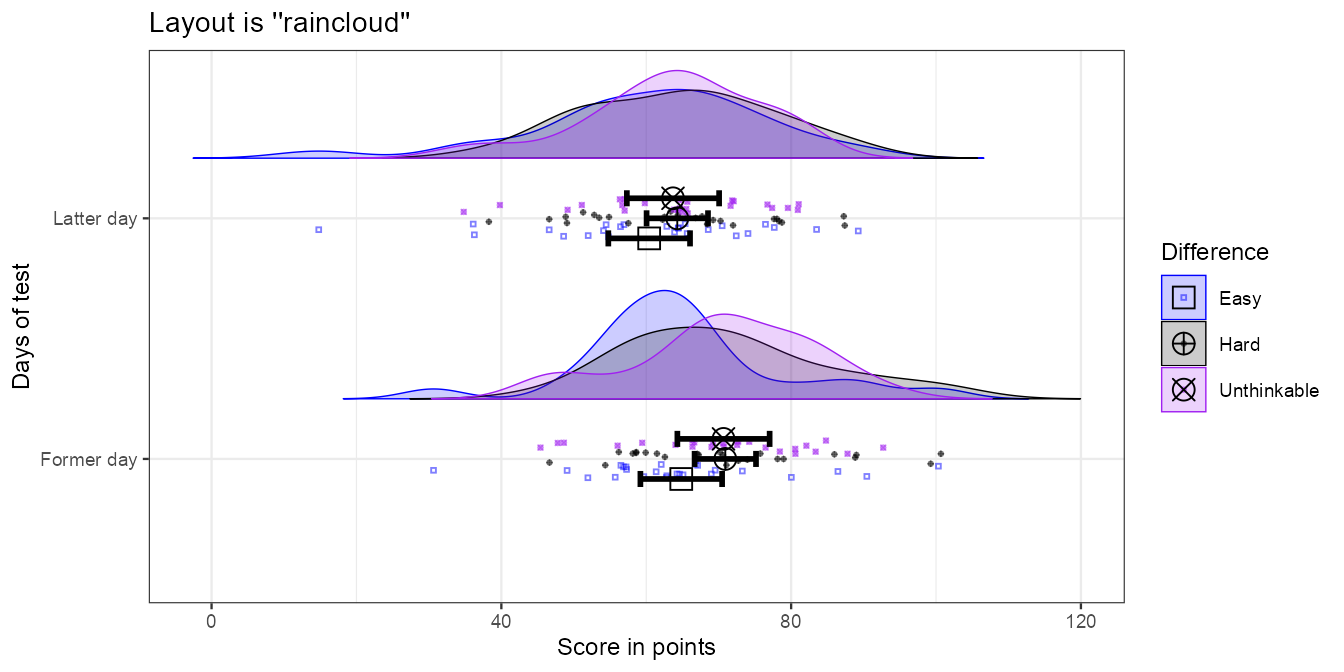 Layout is ''raincloud''
Days of test
Latter day
Former day
0
40
80
120
Score in points
Difference
Easy
Hard
Unthinkable